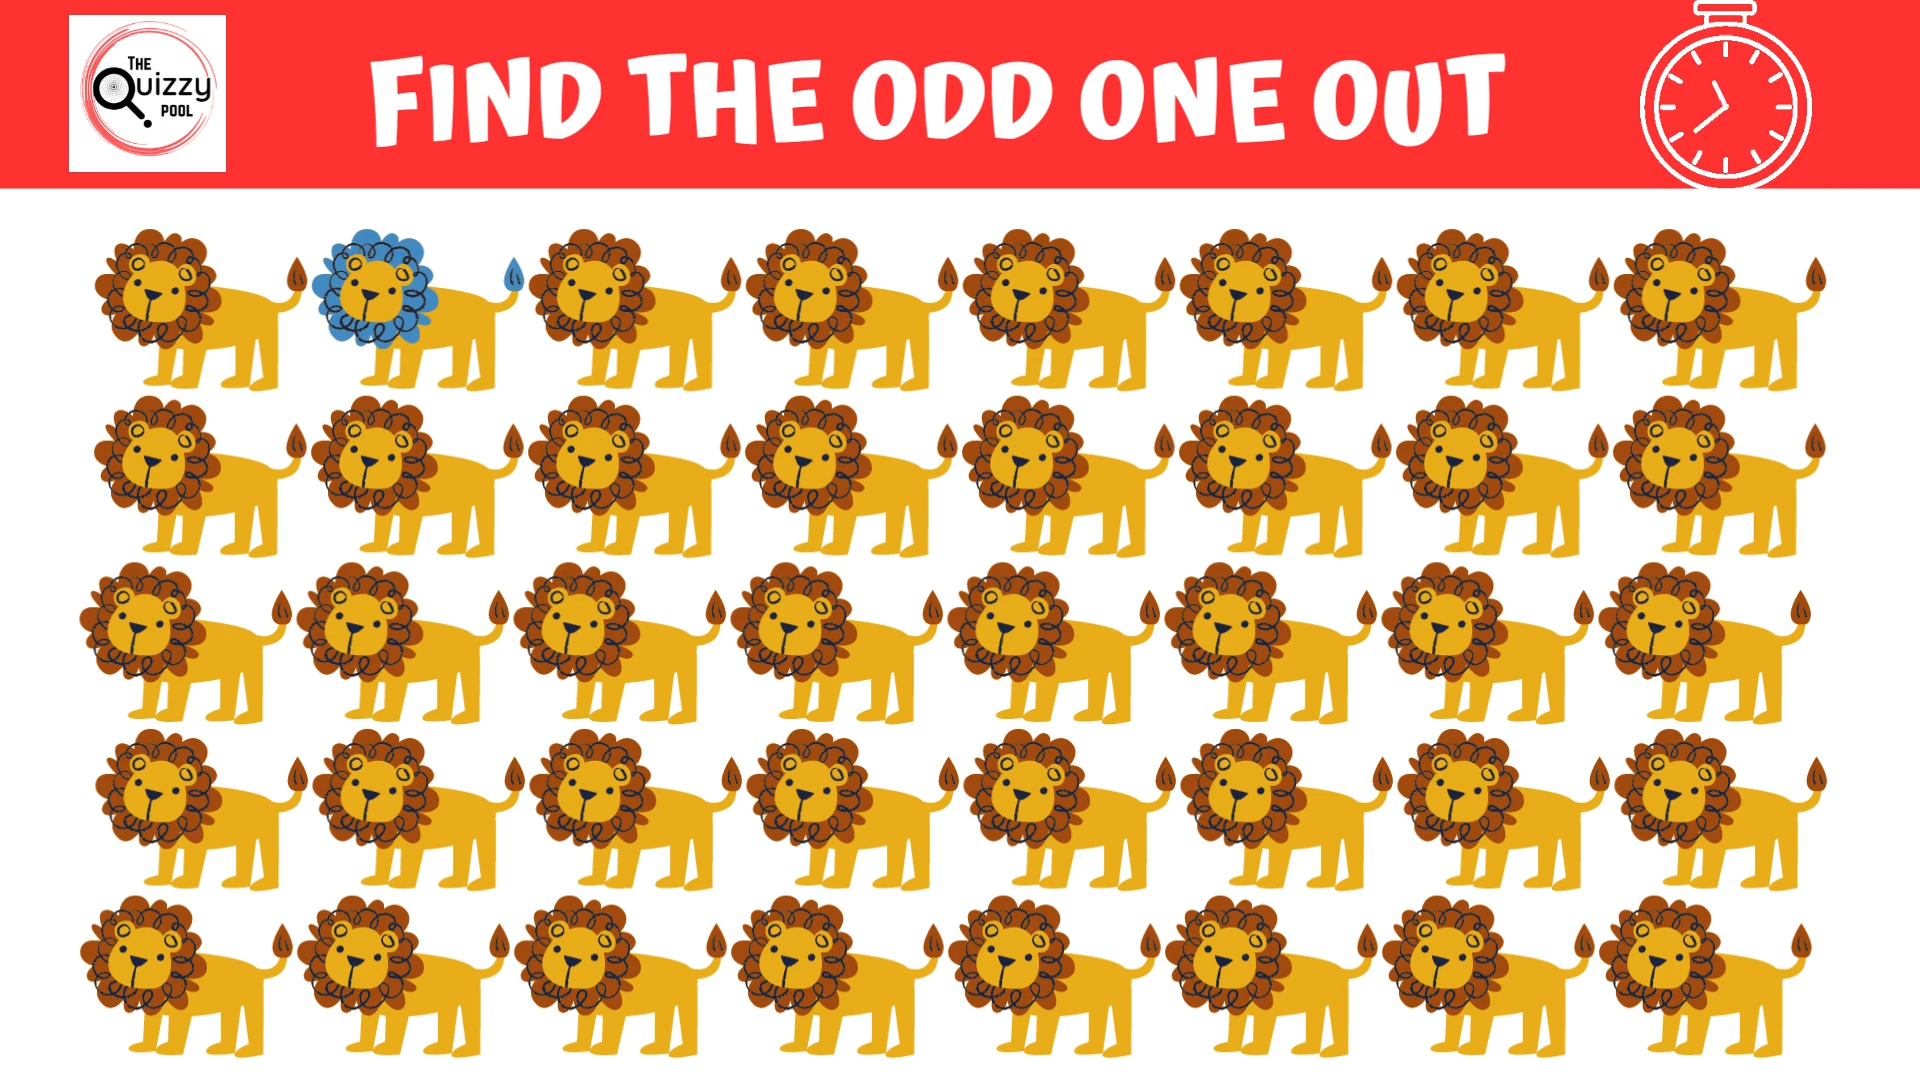 THE
Quizzy
POOL
FIND THE ODD ONE OUT